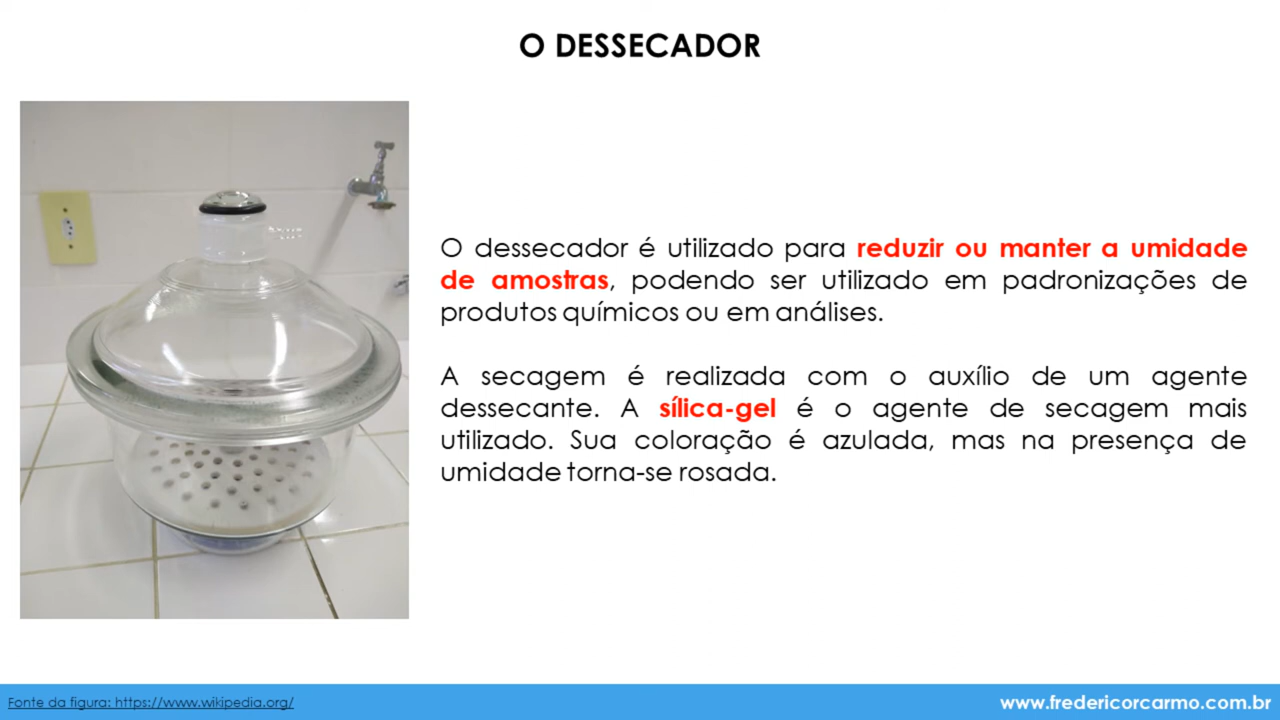 O DESSECADOR
O dessecador é utilizado para reduzir ou manter a umidade
de amostras, podendo ser utilizado em padronizações de
produtos químicos ou em análises.
A secagem é realizada com o auxílio de um agente
dessecante. A sílica-gel é o agente de secagem mais
utilizado. Sua coloração é azulada, mas na presença de
umidade torna-se rosada.
Fonte da figura: https://www.wikipedia.org/
www.fredericorcarmo.com.br